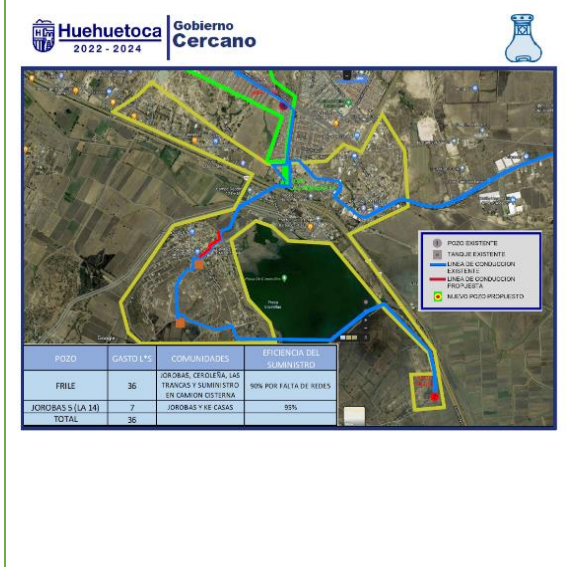 Huehuetoca
2022 - 2024
Gobierno
Cercano
POZO EXISTENTE
TANQUE EXISTENTE
LINEA DE CONDUCCION
EXISTENTE
LINEA DE CONDUCCION
PROPUESTA
NUEVO POZO PROPUESTO
Google
POZO GASTO L*S COMUNIDADES EFICIENCIA DEL SUMINISTRO
FRILE 36 JOROBAS, CEROLEÑA, LAS TRANCAS Y SUMINISTRO EN CAMION CISTERNA 90% POR FALTA DE REDES
JOROBAS 5 (LA 14) 7 JOROBAS Y KE CASAS 95%
TOTAL 36